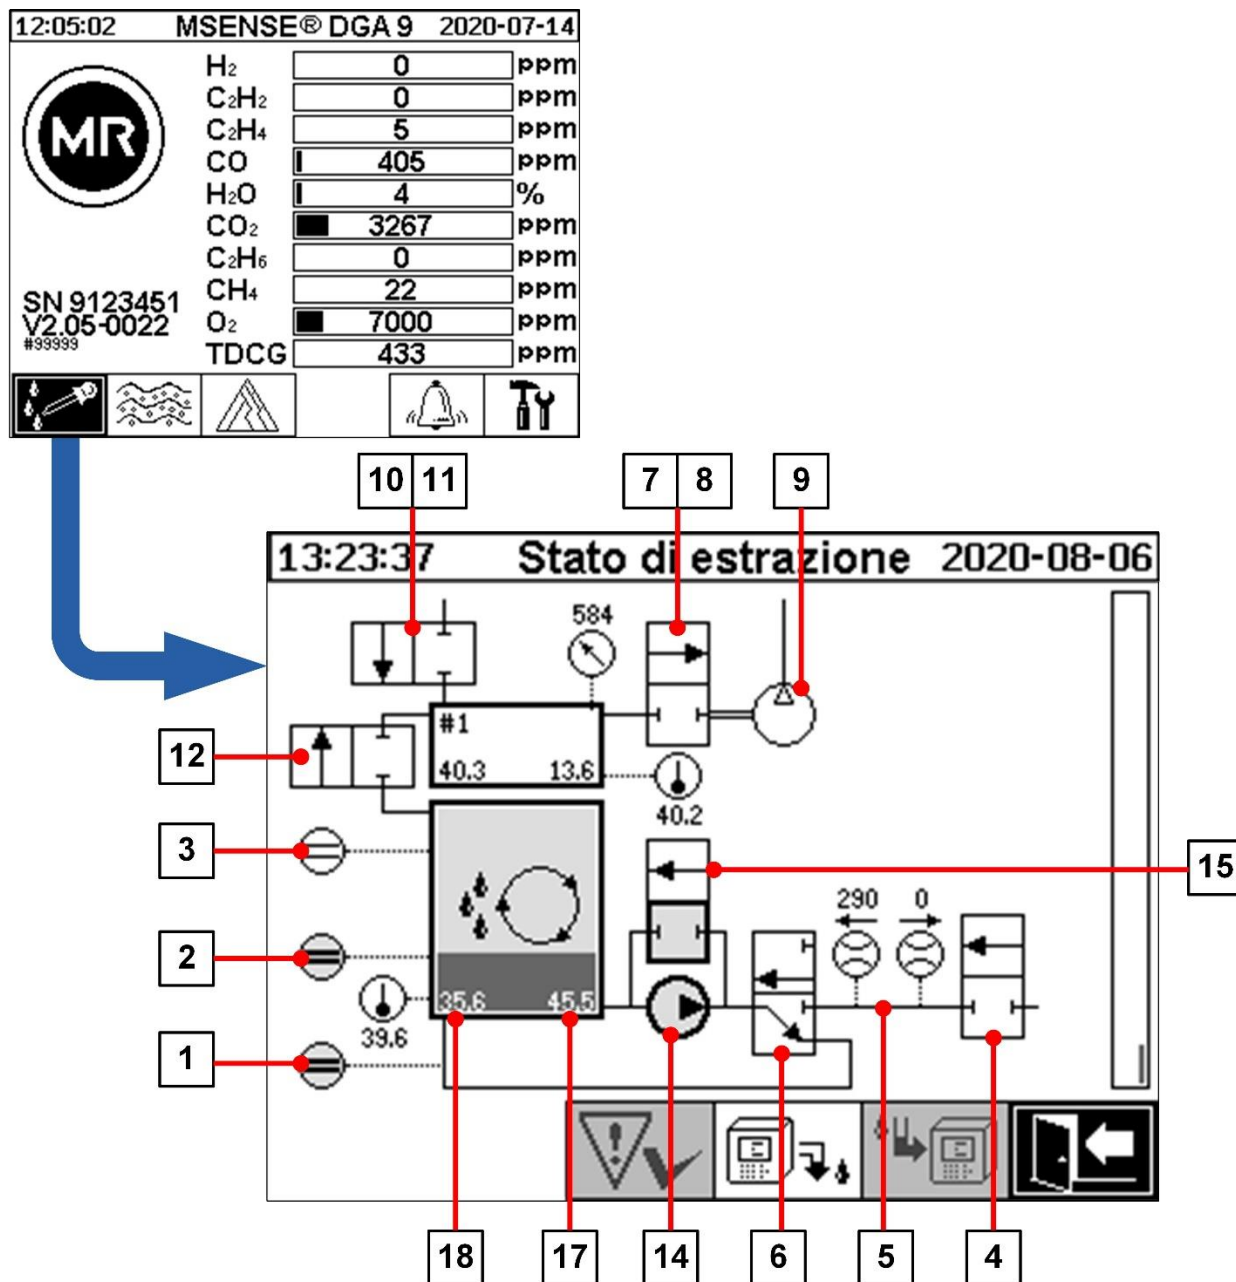 12:05:02 MSENSE® DGA 9 2020-07-14
H₂ 0 ppm
C₂H₂ 0 ppm
C₂H₄ 5 ppm
CO 405 ppm
H₂O 4 %
CO₂ 3267 ppm
C₂H₆ 0 ppm
CH₄ 22 ppm
O₂ 7000 ppm
TDCG 433 ppm
MR
SN 9123451
V2.05-0022
#99999
10 11 7 8 9
13:23:37 Stato di estrazione 2020-08-06
584
#1
40.3 13.6
40.2
12
3
15
290 0
2
35.6 45.5
39.6
1
18 17 14 6 5 4